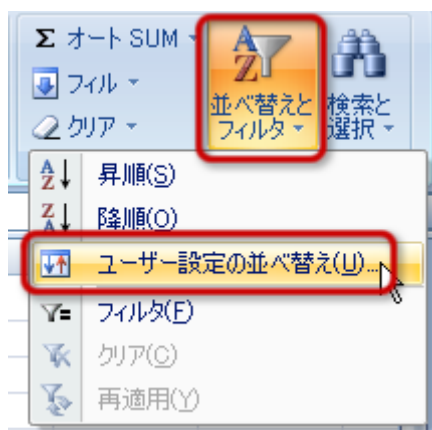 Σ オート SUM
フィル
クリア
並べ替えと
フィルタ
検索と
選択
昇順(S)
降順(O)
ユーザー設定の並べ替え(U)...
フィルタ(F)
クリア(C)
再適用(Y)